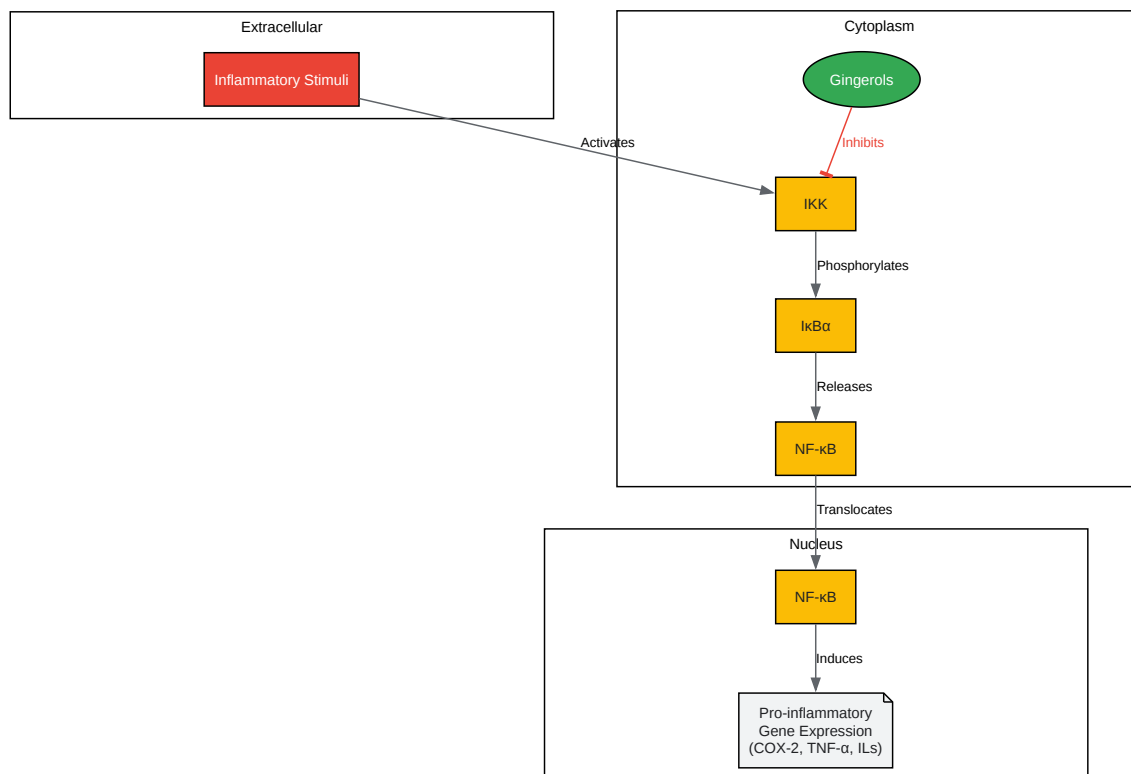 Extracellular
Inflammatory Stimuli
Cytoplasm
Gingerols
Activates
Inhibits
IKK
Phosphorylates
IκBα
Releases
NF-κB
Translocates
Nucleus
NF-κB
Induces
Pro-inflammatory
Gene Expression
(COX-2, TNF-α, ILs)